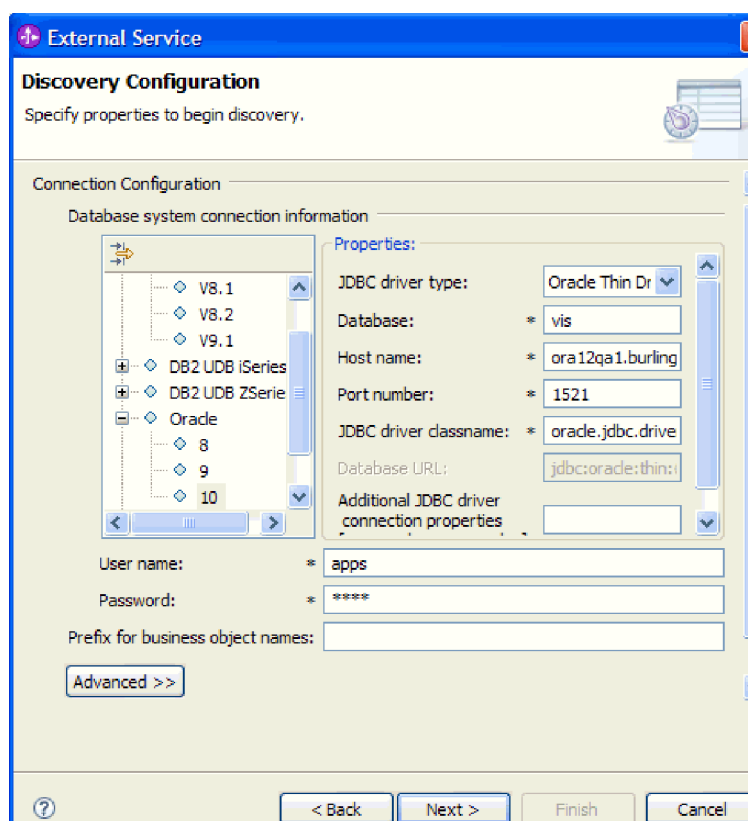 External Service
Discovery Configuration
Specify properties to begin discovery.
Connection Configuration
Database system connection information
V8.1
V8.2
V9.1
DB2 UDB iSeries
DB2 UDB ZSerie
Oracle
8
9
10
Properties:
JDBC driver type: Oracle Thin Dr
Database: * vis
Host name: * ora12qa1.burling
Port number: * 1521
JDBC driver classname: * oracle.jdbc.drive
Database URL: jdbc:oracle:thin:
Additional JDBC driver
connection properties
User name: * apps
Password: * ****
Prefix for business object names:
Advanced >>
< Back Next > Finish Cancel